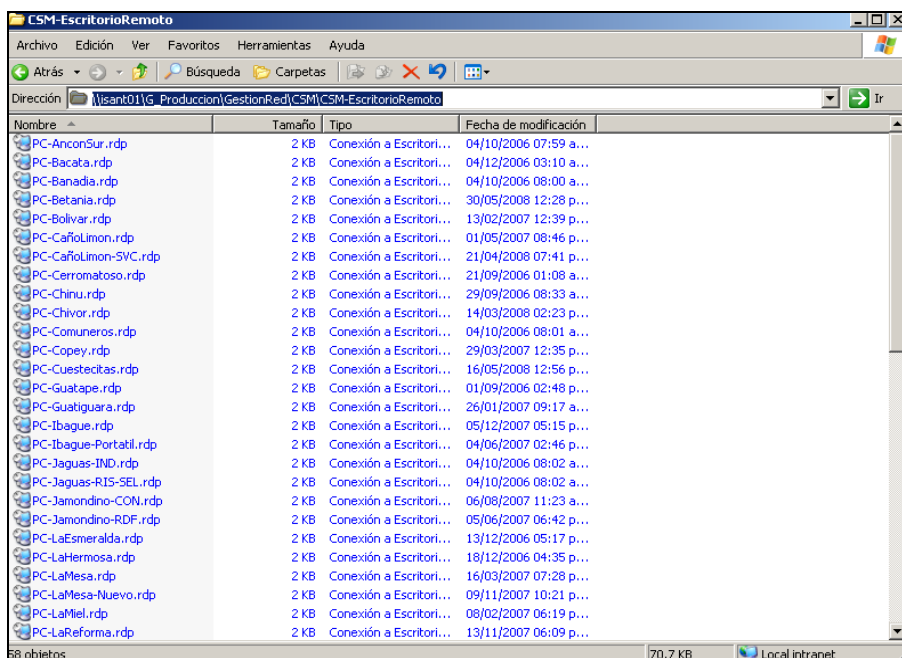 CSM-EscritorioRemoto
Archivo Edición Ver Favoritos Herramientas Ayuda
Atrás Búsqueda Carpetas
Dirección \\isant01\G_Produccion\GestionRed\CSM\CSM-EscritorioRemoto Ir
Nombre Tamaño Tipo Fecha de modificación
PC-AnconSur.rdp 2 KB Conexión a Escritori... 04/10/2006 07:59 a...
PC-Bacata.rdp 2 KB Conexión a Escritori... 04/12/2006 03:10 a...
PC-Banadia.rdp 2 KB Conexión a Escritori... 04/10/2006 08:00 a...
PC-Betania.rdp 2 KB Conexión a Escritori... 30/05/2008 12:28 p...
PC-Bolivar.rdp 2 KB Conexión a Escritori... 13/02/2007 12:39 p...
PC-CañoLimon.rdp 2 KB Conexión a Escritori... 01/05/2007 08:46 p...
PC-CañoLimon-SVC.rdp 2 KB Conexión a Escritori... 21/04/2008 07:41 p...
PC-Cerromatoso.rdp 2 KB Conexión a Escritori... 21/09/2006 01:08 a...
PC-Chinu.rdp 2 KB Conexión a Escritori... 29/09/2006 08:33 a...
PC-Chivor.rdp 2 KB Conexión a Escritori... 14/03/2008 02:23 p...
PC-Comuneros.rdp 2 KB Conexión a Escritori... 04/10/2006 08:01 a...
PC-Copey.rdp 2 KB Conexión a Escritori... 29/03/2007 12:35 p...
PC-Cuestecitas.rdp 2 KB Conexión a Escritori... 16/05/2008 12:56 p...
PC-Guatape.rdp 2 KB Conexión a Escritori... 01/09/2006 02:48 p...
PC-Guatiguara.rdp 2 KB Conexión a Escritori... 26/01/2007 09:17 a...
PC-Ibague.rdp 2 KB Conexión a Escritori... 05/12/2007 05:15 p...
PC-Ibague-Portatil.rdp 2 KB Conexión a Escritori... 04/06/2007 02:46 p...
PC-Jaguas-IND.rdp 2 KB Conexión a Escritori... 04/10/2006 08:02 a...
PC-Jaguas-RIS-SEL.rdp 2 KB Conexión a Escritori... 04/10/2006 08:02 a...
PC-Jamondino-CON.rdp 2 KB Conexión a Escritori... 06/08/2007 11:23 a...
PC-Jamondino-RDF.rdp 2 KB Conexión a Escritori... 05/06/2007 06:42 p...
PC-LaEsmeralda.rdp 2 KB Conexión a Escritori... 13/12/2006 05:17 p...
PC-LaHermosa.rdp 2 KB Conexión a Escritori... 18/12/2006 04:35 p...
PC-LaMesa.rdp 2 KB Conexión a Escritori... 16/03/2007 07:28 p...
PC-LaMesa-Nuevo.rdp 2 KB Conexión a Escritori... 09/11/2007 10:21 p...
PC-LaMiel.rdp 2 KB Conexión a Escritori... 08/02/2007 06:19 p...
PC-LaReforma.rdp 2 KB Conexión a Escritori... 13/11/2007 06:09 p...
58 objetos 70,7 KB Local intranet